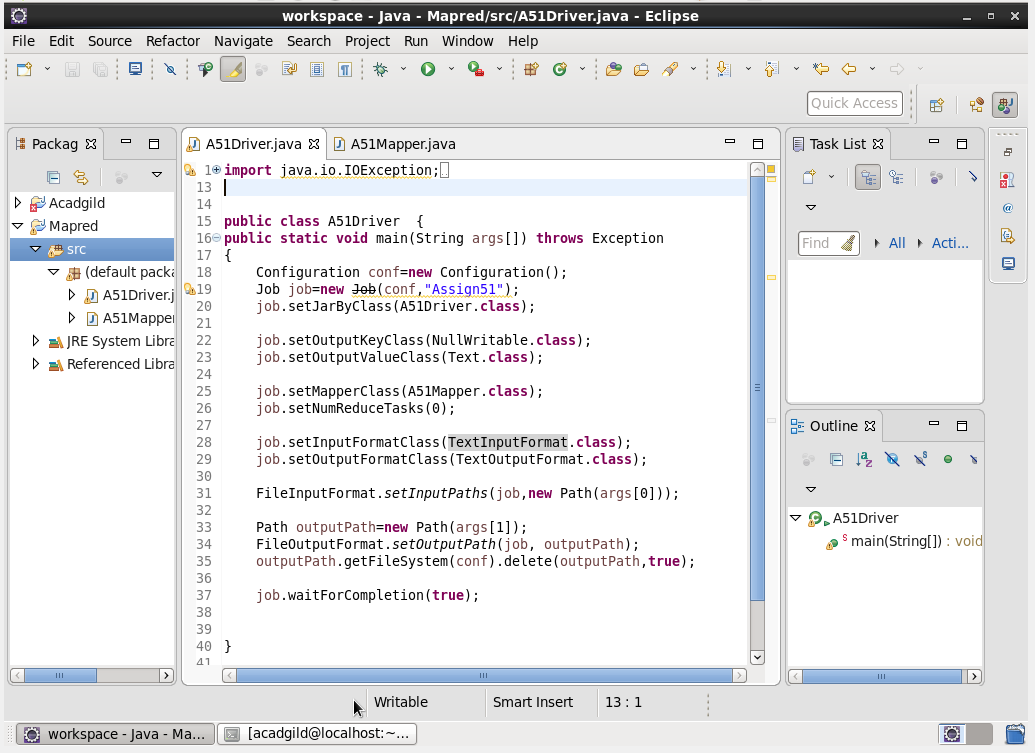 workspace - Java - Mapred/src/A51Driver.java - Eclipse
File Edit Source Refactor Navigate Search Project Run Window Help
Quick Access
Packag
A51Driver.java
A51Mapper.java
Task List
Acadgild
Mapred
src
(default packa
A51Driver.j
A51Mapper
JRE System Libra
Referenced Libra
1 import java.io.IOException;
13
14
15 public class A51Driver {
16 public static void main(String args[]) throws Exception
17 {
18 Configuration conf=new Configuration();
19 Job job=new Job(conf,"Assign51");
20 job.setJarByClass(A51Driver.class);
21
22 job.setOutputKeyClass(NullWritable.class);
23 job.setOutputValueClass(Text.class);
24
25 job.setMapperClass(A51Mapper.class);
26 job.setNumReduceTasks(0);
27
28 job.setInputFormatClass(TextInputFormat.class);
29 job.setOutputFormatClass(TextOutputFormat.class);
30
31 FileInputFormat.setInputPaths(job,new Path(args[0]));
32
33 Path outputPath=new Path(args[1]);
34 FileOutputFormat.setOutputPath(job, outputPath);
35 outputPath.getFileSystem(conf).delete(outputPath,true);
36
37 job.waitForCompletion(true);
38
39
40 }
41
Find All Acti...
Outline
A51Driver
main(String[]) : void
Writable Smart Insert 13 : 1
workspace - Java - Ma... [acadgild@localhost:~...